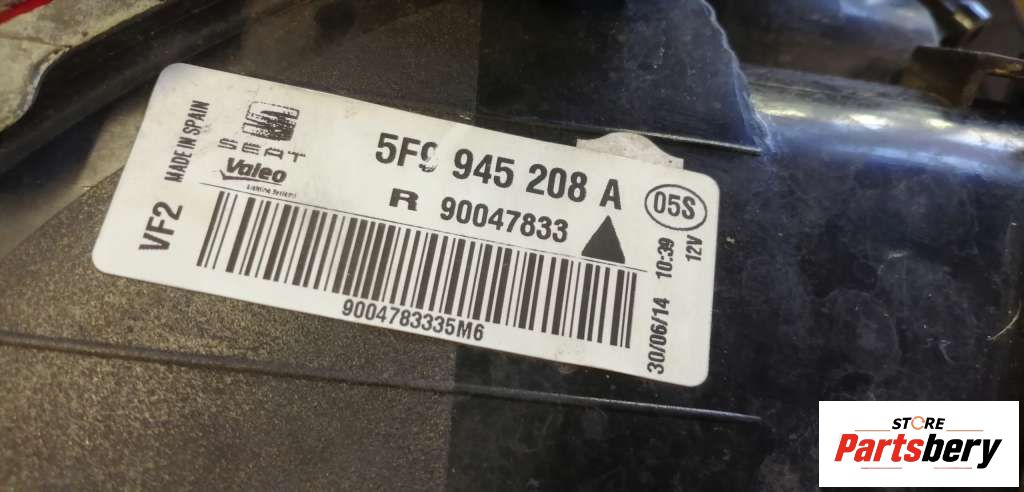 MADE IN SPAIN
VF2
SEAT
Valeo
Lighting Systems
5F9 945 208 A
R 90047833
05S
9004783335M6
30/06/14 10:39
12V
STORE
Partsbery